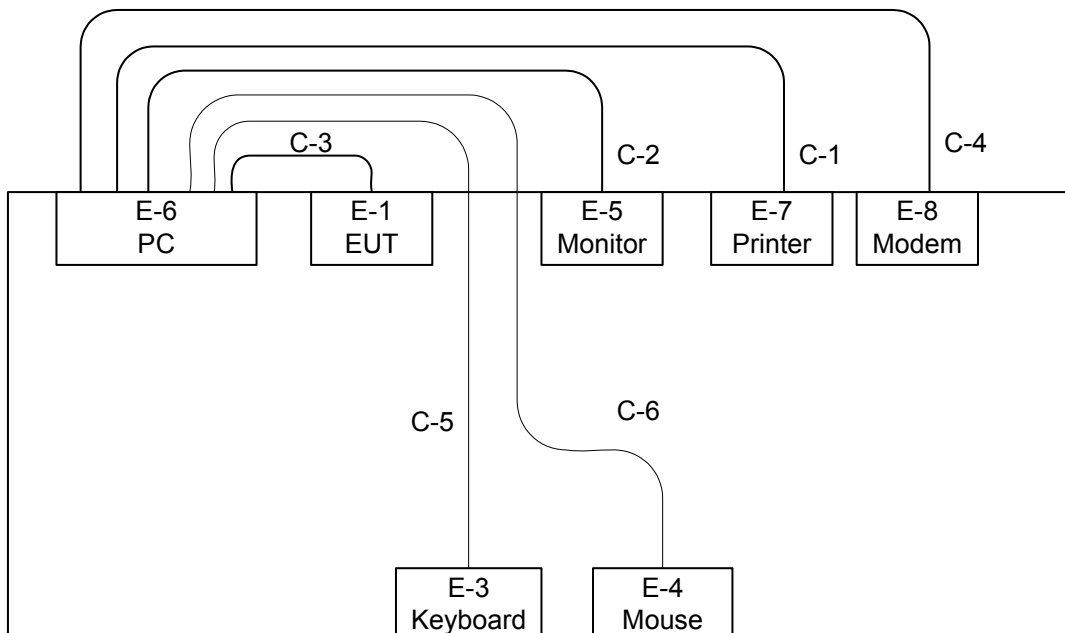 C-3
C-2
C-1
C-4
E-6
PC
E-1
EUT
E-5
Monitor
E-7
Printer
E-8
Modem
C-5
C-6
E-3
Keyboard
E-4
Mouse